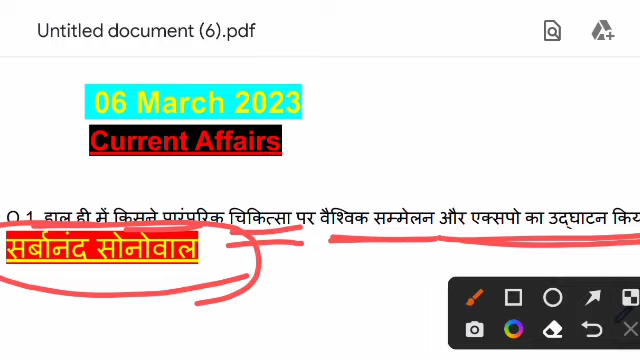 Untitled document (6).pdf
06 March 2023
Current Affairs
Q.1. हाल ही में किसने पारंपरिक चिकित्सा पर वैश्विक सम्मेलन और एक्सपो का उद्घाटन
सर्बानंद सोनोवाल